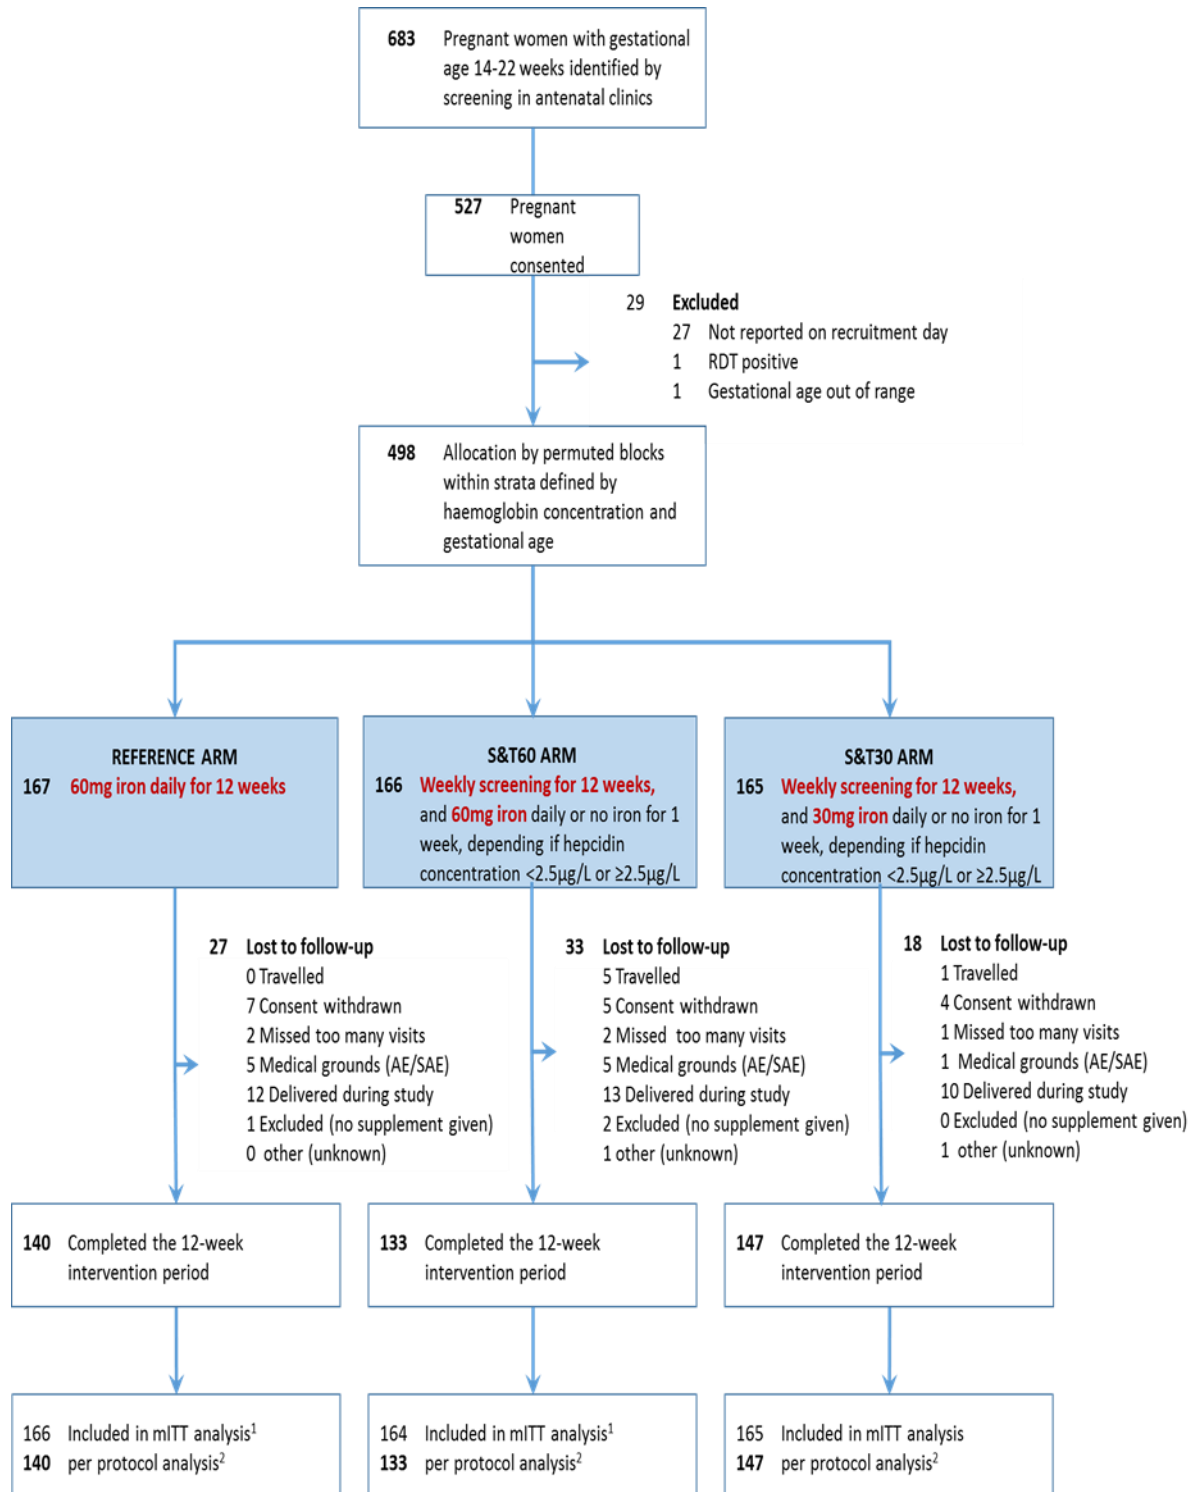 683 Pregnant women with gestational
age 14-22 weeks identified by
screening in antenatal clinics
527 Pregnant
women
consented
29 Excluded
27 Not reported on recruitment day
1 RDT positive
1 Gestational age out of range
498 Allocation by permuted blocks
within strata defined by
haemoglobin concentration and
gestational age
REFERENCE ARM
167 60mg iron daily for 12 weeks
S&T60 ARM
166 Weekly screening for 12 weeks,
and 60mg iron daily or no iron for 1
week, depending if hepcidin
concentration <2.5µg/L or ≥2.5µg/L
S&T30 ARM
165 Weekly screening for 12 weeks,
and 30mg iron daily or no iron for 1
week, depending if hepcidin
concentration <2.5µg/L or ≥2.5µg/L
27 Lost to follow-up
0 Travelled
7 Consent withdrawn
2 Missed too many visits
5 Medical grounds (AE/SAE)
12 Delivered during study
1 Excluded (no supplement given)
0 other (unknown)
33 Lost to follow-up
5 Travelled
5 Consent withdrawn
2 Missed too many visits
5 Medical grounds (AE/SAE)
13 Delivered during study
2 Excluded (no supplement given)
1 other (unknown)
18 Lost to follow-up
1 Travelled
4 Consent withdrawn
1 Missed too many visits
1 Medical grounds (AE/SAE)
10 Delivered during study
0 Excluded (no supplement given)
1 other (unknown)
140 Completed the 12-week
intervention period
133 Completed the 12-week
intervention period
147 Completed the 12-week
intervention period
166 Included in mITT analysis¹
140 per protocol analysis²
164 Included in mITT analysis¹
133 per protocol analysis²
165 Included in mITT analysis
147 per protocol analysis²